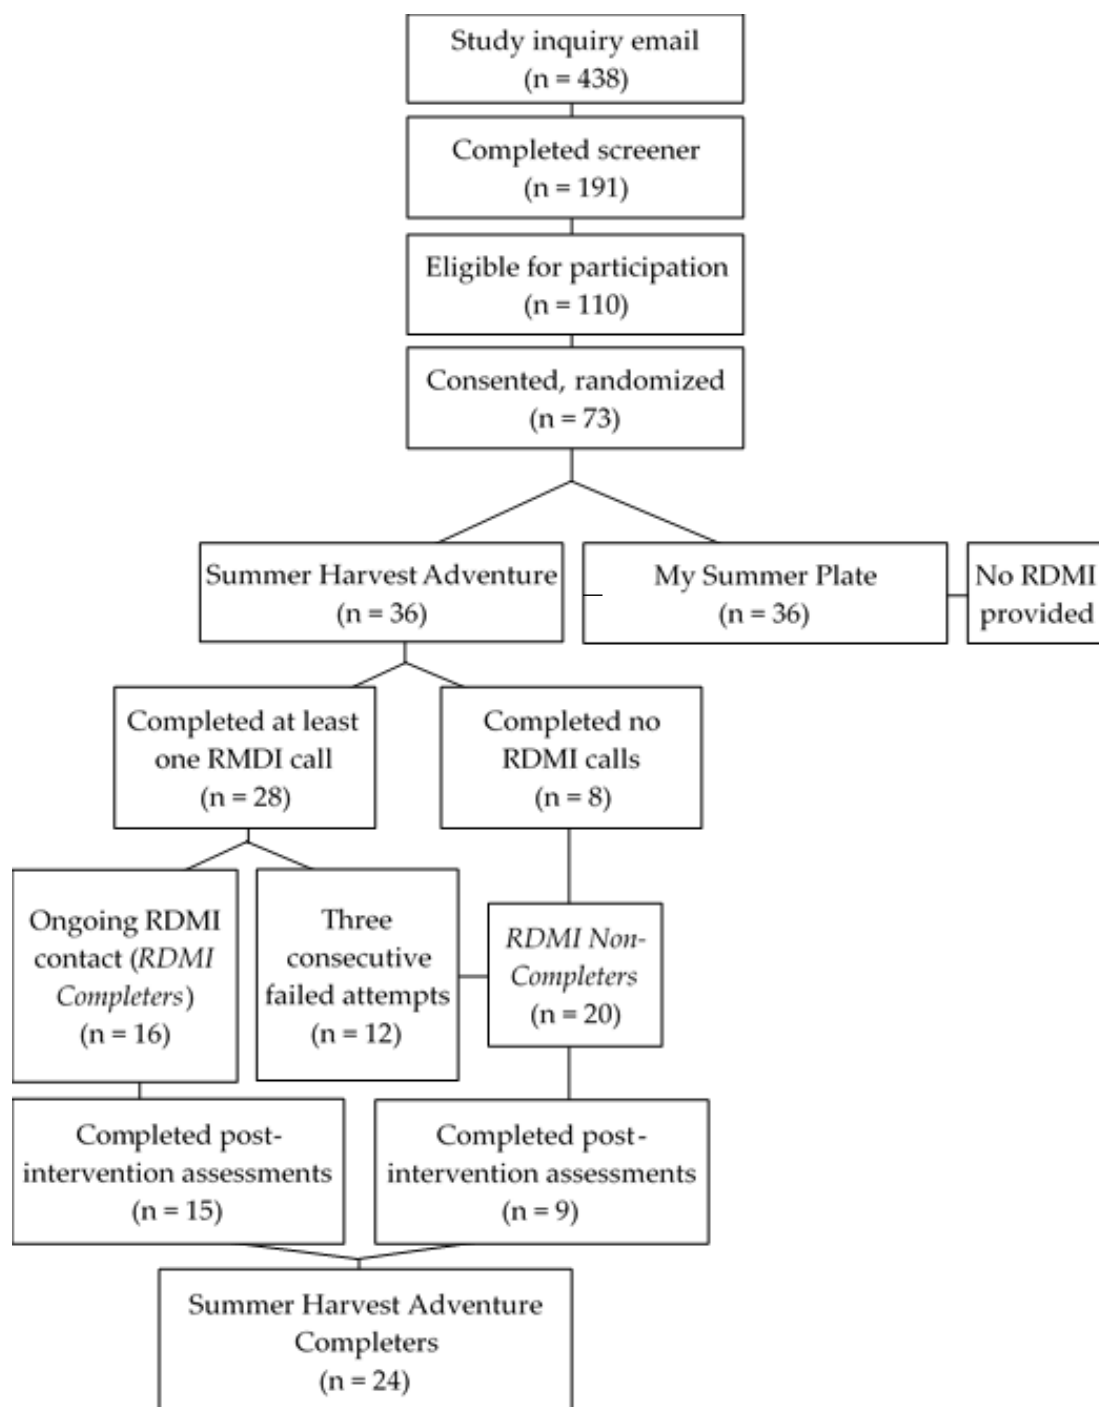 Study inquiry email
(n = 438)
Completed screener
(n = 191)
Eligible for participation
(n = 110)
Consented, randomized
(n = 73)
Summer Harvest Adventure
(n = 36)
My Summer Plate
(n = 36)
No RDMI
provided
Completed at least
one RMDI call
(n = 28)
Completed no
RDMI calls
(n = 8)
Ongoing RDMI
contact (RDMI
Completers)
(n = 16)
Three
consecutive
failed attempts
(n = 12)
RDMI Non-
Completers
(n = 20)
Completed post-
intervention assessments
(n = 15)
Completed post-
intervention assessments
(n = 9)
Summer Harvest Adventure
Completers
(n = 24)